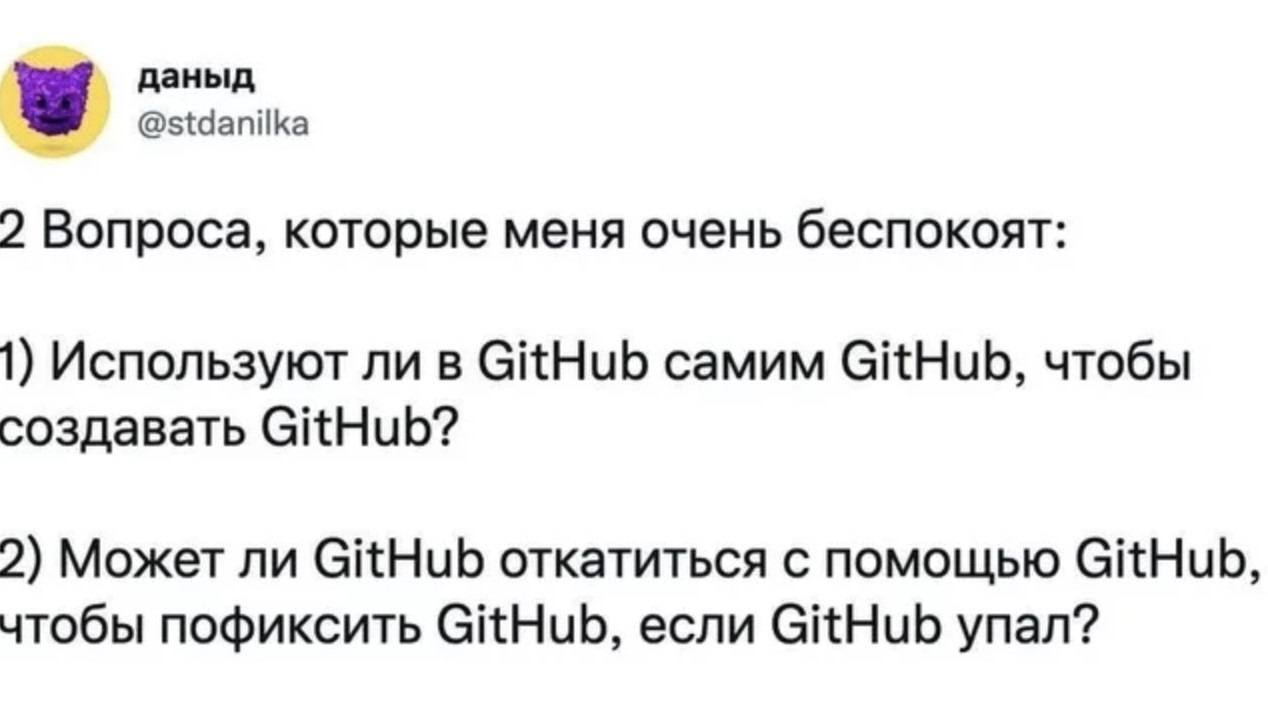 даныд
@stdanilka
2 Вопроса, которые меня очень беспокоят:
1) Используют ли в GitHub самим GitHub, чтобы
создавать GitHub?
2) Может ли GitHub откатиться с помощью GitHub,
чтобы пофиксить GitHub, если GitHub упал?